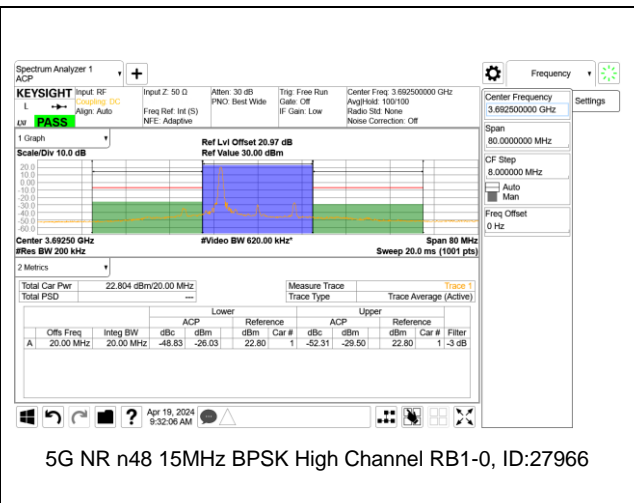 Spectrum Analyzer 1
ACP
Frequency
KEYSIGHT
L
PASS
Input: RF
Coupling: DC
Align: Auto
Input Z: 50 Ω
Freq Ref: Int (S)
NFE: Adaptive
Atten: 30 dB
PNO: Best Wide
Trig: Free Run
Gate: Off
IF Gain: Low
Center Freq: 3.692500000 GHz
Avg|Hold: 100/100
Radio Std: None
Noise Correction: Off
Center Frequency
3.692500000 GHz
Settings
Span
80.0000000 MHz
CF Step
8.000000 MHz
Auto
Man
Freq Offset
0 Hz
1 Graph
Scale/Div 10.0 dB
Ref Lvl Offset 20.97 dB
Ref Value 30.00 dBm
20.0
10.0
0.00
-10.0
-20.0
-30.0
-40.0
-50.0
-60.0
Center 3.69250 GHz
#Video BW 620.00 kHz*
Span 80 MHz
#Res BW 200 kHz
Sweep 20.0 ms (1001 pts)
2 Metrics
Total Car Pwr 22.804 dBm/20.00 MHz
Total PSD ---
Measure Trace Trace 1
Trace Type Trace Average (Active)
Lower Upper
ACP Reference ACP Reference
Offs Freq Integ BW dBc dBm dBm Car # dBc dBm dBm Car # Filter
A 20.00 MHz 20.00 MHz -48.83 -26.03 22.80 1 -52.31 -29.50 22.80 1 -3 dB
?
Apr 19, 2024
9:32:06 AM
5G NR n48 15MHz BPSK High Channel RB1-0, ID:27966